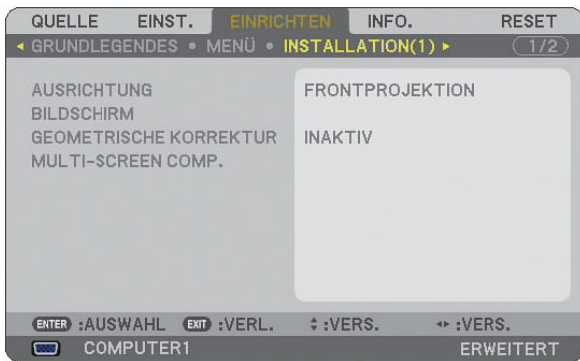 QUELLE EINST. EINRICHTEN INFO. RESET
GRUNDLEGENDES • MENÜ • INSTALLATION(1) 1/2
AUSRICHTUNG FRONTPROJEKTION
BILDSCHIRM
GEOMETRISCHE KORREKTUR INAKTIV
MULTI-SCREEN COMP.
ENTER :AUSWAHL EXIT :VERL. :VERS. :VERS.
COMPUTER1 ERWEITERT